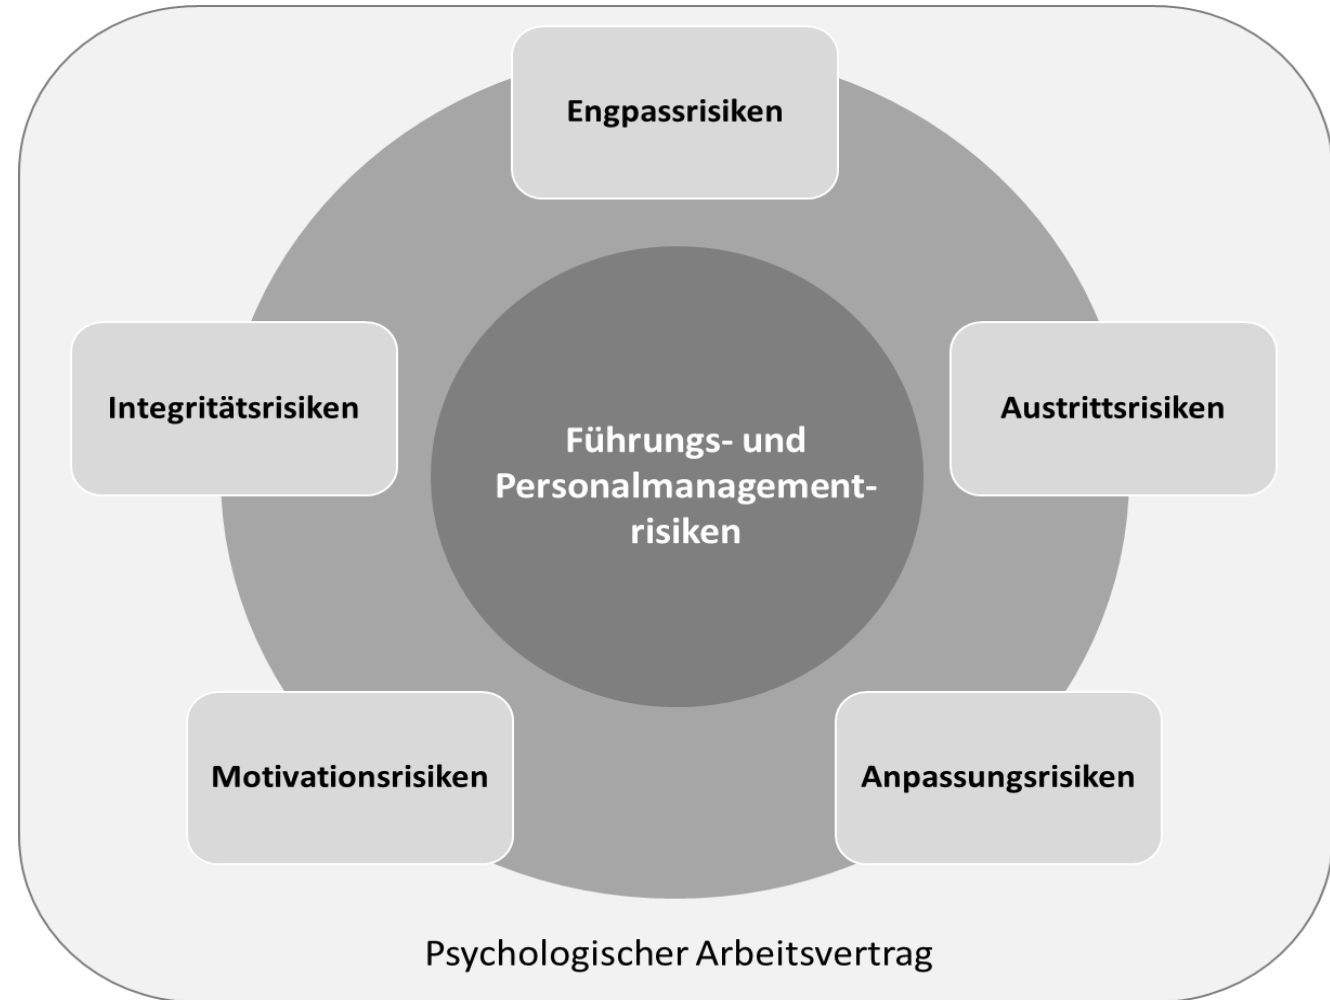 Engpassrisiken
Integritätsrisiken
Austrittsrisiken
Führungs- und
Personalmanagement-
risiken
Motivationsrisiken
Anpassungsrisiken
Psychologischer Arbeitsvertrag